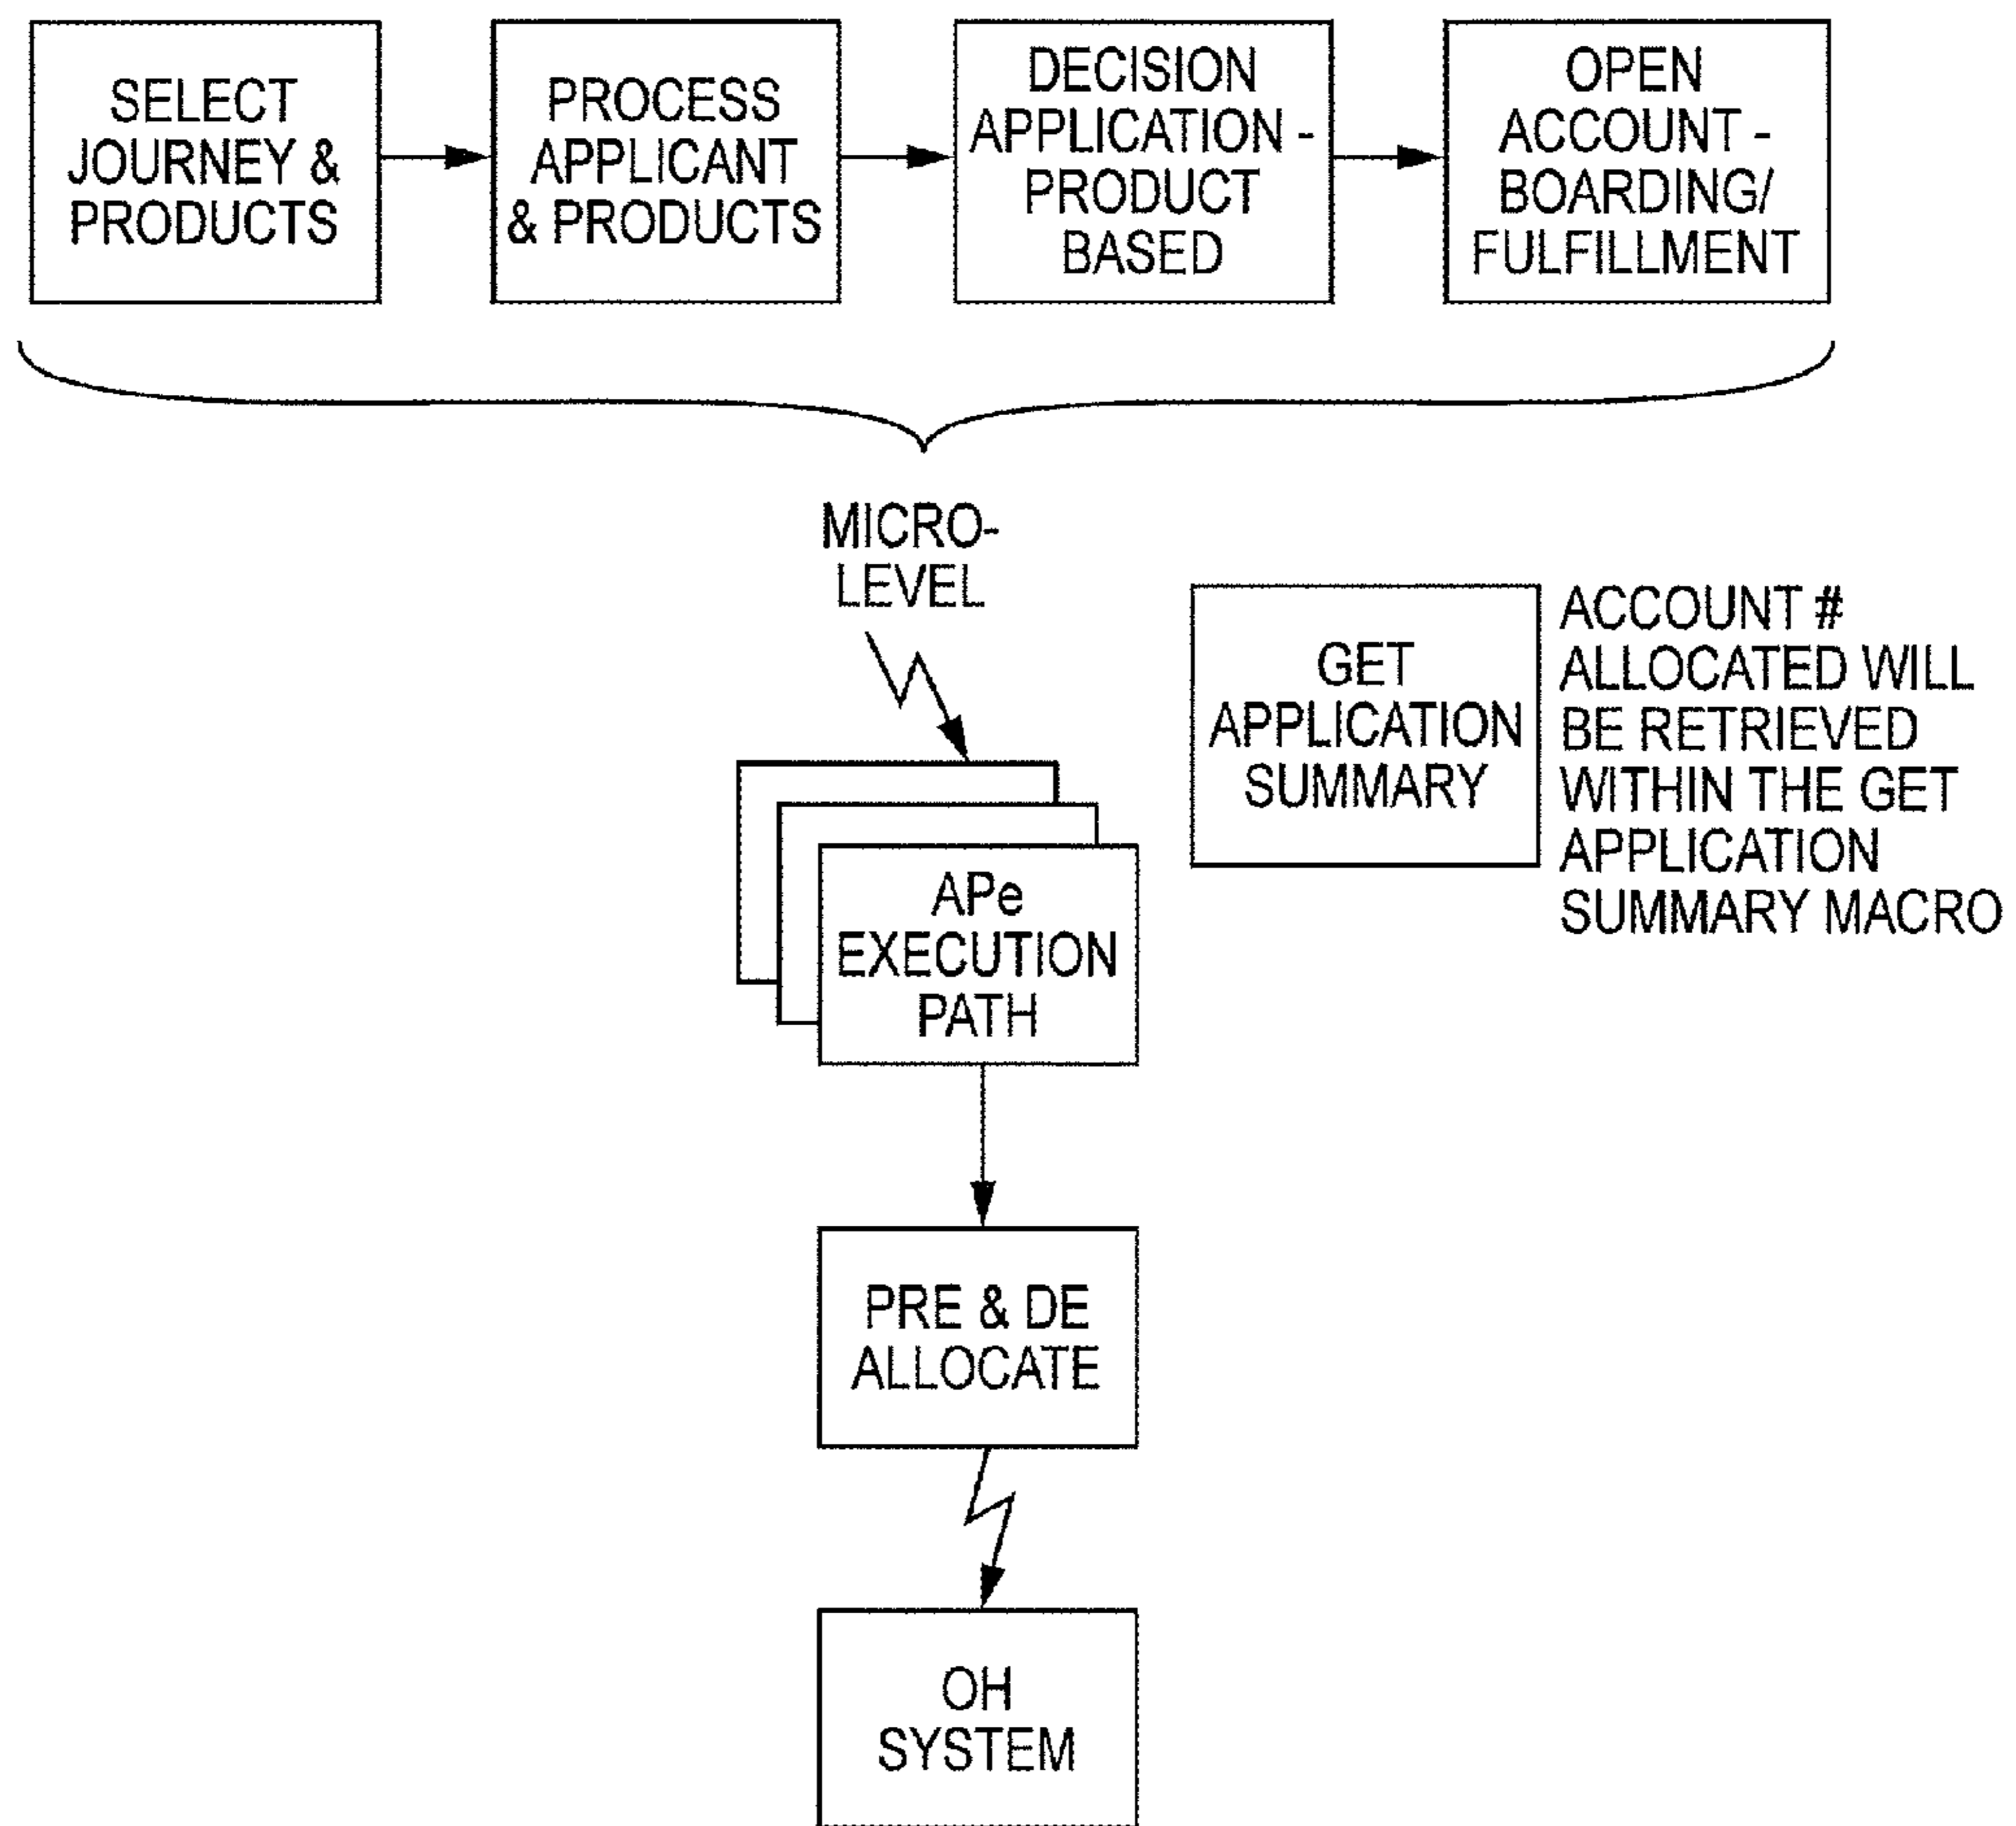 SELECT
JOURNEY &
PRODUCTS
PROCESS
APPLICANT
& PRODUCTS
DECISION
APPLICATION -
PRODUCT
BASED
OPEN
ACCOUNT -
BOARDING/
FULFILLMENT
MICRO-
LEVEL
GET
APPLICATION
SUMMARY
ACCOUNT #
ALLOCATED WILL
BE RETRIEVED
WITHIN THE GET
APPLICATION
SUMMARY MACRO
APe
EXECUTION
PATH
PRE & DE
ALLOCATE
OH
SYSTEM